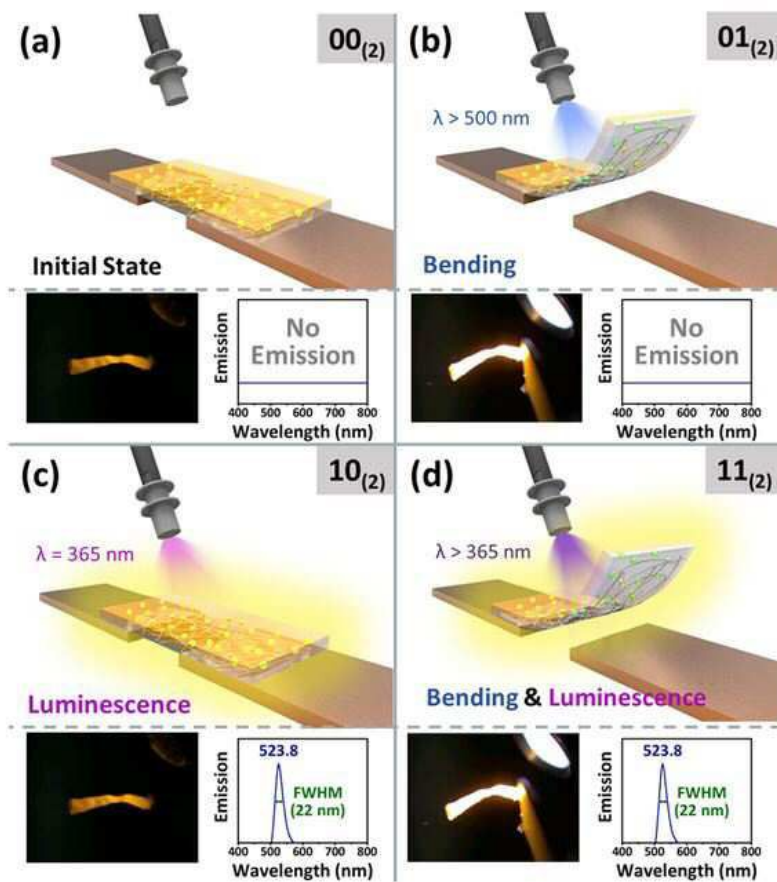 (a)
00(2)
Initial State
Emission
No
Emission
400 500 600 700 800
Wavelength (nm)
(b)
01(2)
λ > 500 nm
Bending
Emission
No
Emission
400 500 600 700 800
Wavelength (nm)
(c)
10(2)
λ = 365 nm
Luminescence
Emission
523.8
FWHM
(22 nm)
400 500 600 700 800
Wavelength (nm)
(d)
11(2)
λ > 365 nm
Bending & Luminescence
Emission
523.8
FWHM
(22 nm)
400 500 600 700 800
Wavelength (nm)